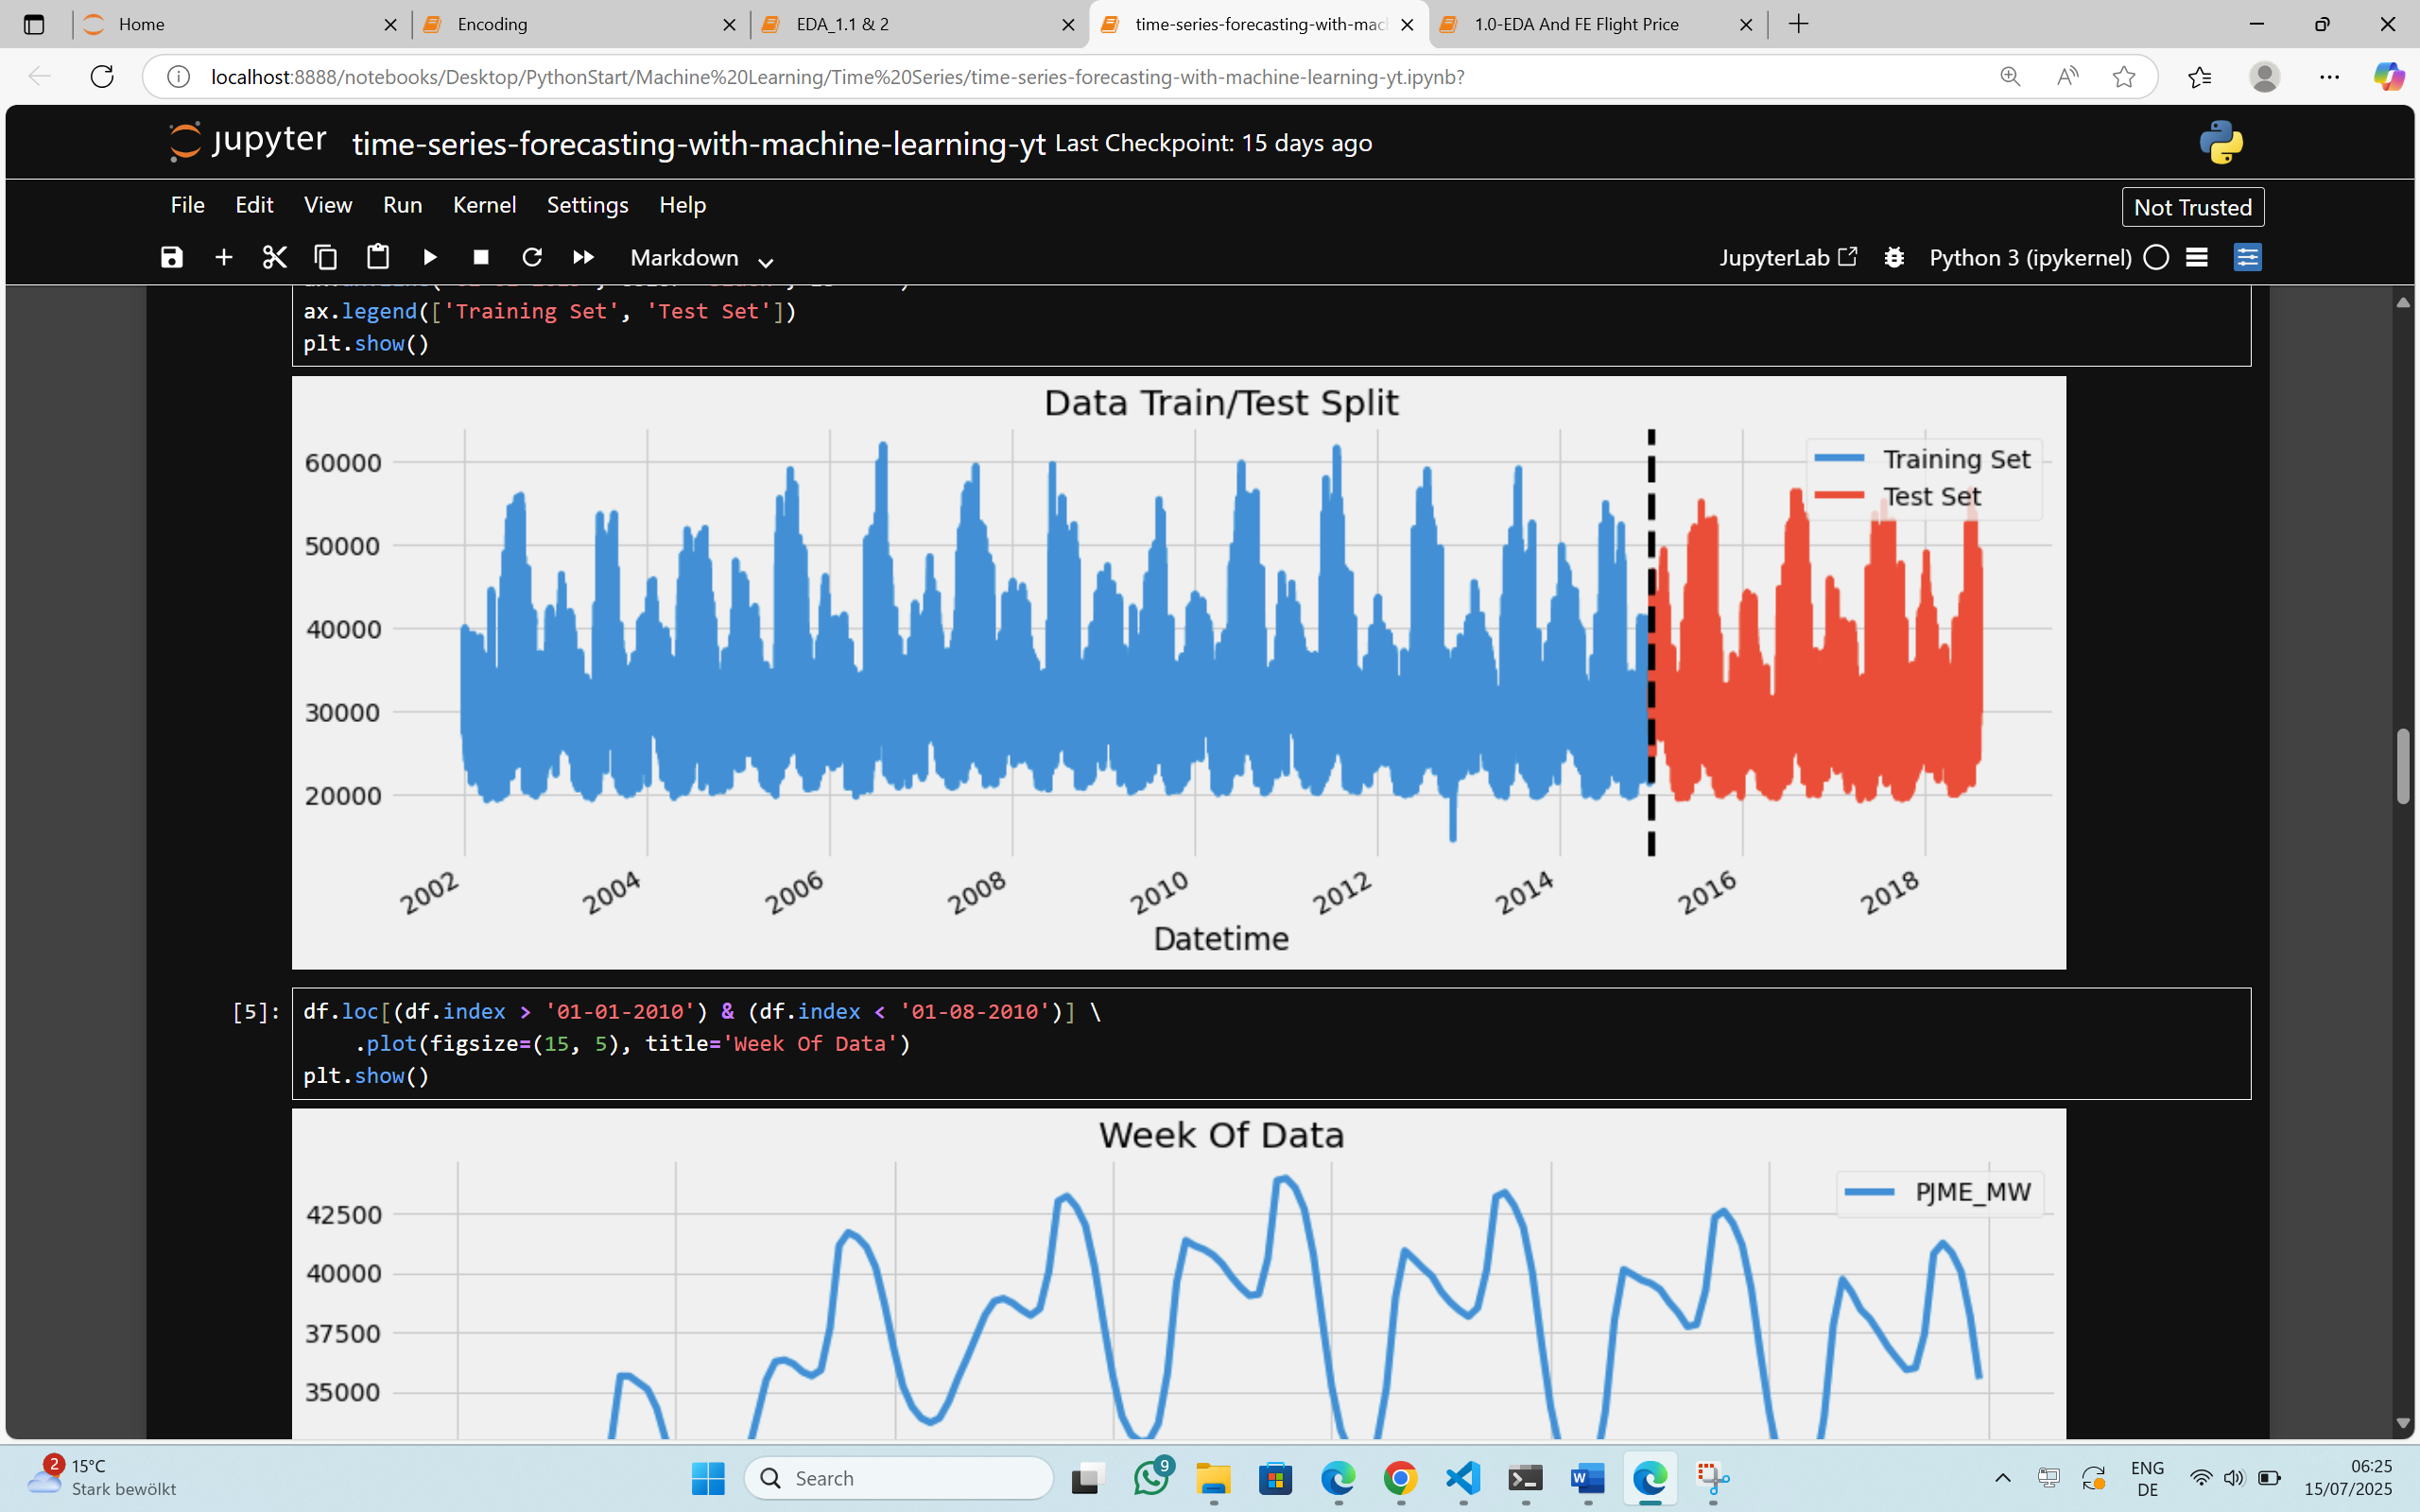 Home
Encoding
EDA_1.1 & 2
time-series-forecasting-with-mac
1.0-EDA And FE Flight Price
localhost:8888/notebooks/Desktop/PythonStart/Machine%20Learning/Time%20Series/time-series-forecasting-with-machine-learning-yt.ipynb?
jupyter time-series-forecasting-with-machine-learning-yt Last Checkpoint: 15 days ago
File Edit View Run Kernel Settings Help
Not Trusted
Markdown
JupyterLab
Python 3 (ipykernel)
ax.legend(['Training Set', 'Test Set'])
plt.show()
Data Train/Test Split
Training Set
Test Set
60000
50000
40000
30000
20000
2002 2004 2006 2008 2010 2012 2014 2016 2018
Datetime
[5]:
df.loc[(df.index > '01-01-2010') & (df.index < '01-08-2010')] \
.plot(figsize=(15, 5), title='Week Of Data')
plt.show()
Week Of Data
PJME_MW
42500
40000
37500
35000
2
15°C
Stark bewölkt
Search
9
ENG
DE
06:25
15/07/2025